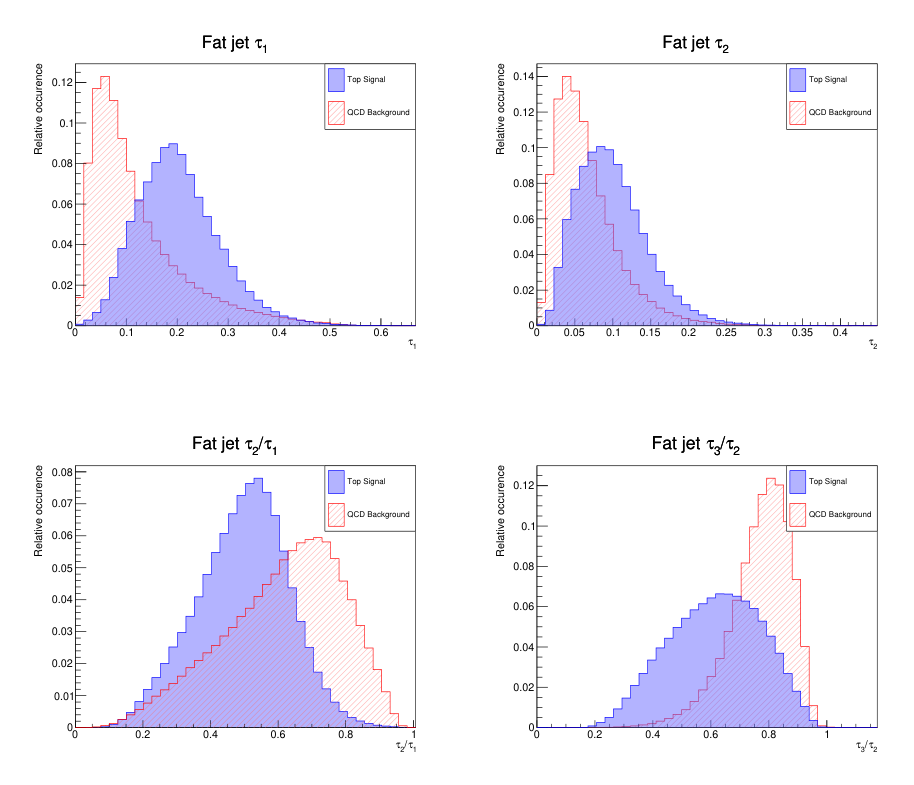 Fat jet τ1
Relative occurence
Top Signal
QCD Background
0.12
0.1
0.08
0.06
0.04
0.02
0
0 0.1 0.2 0.3 0.4 0.5 0.6
τ1
Fat jet τ2
Relative occurence
Top Signal
QCD Background
0.14
0.12
0.1
0.08
0.06
0.04
0.02
0
0 0.05 0.1 0.15 0.2 0.25 0.3 0.35 0.4
τ2
Fat jet τ2/τ1
Relative occurence
Top Signal
QCD Background
0.08
0.07
0.06
0.05
0.04
0.03
0.02
0.01
0
0 0.2 0.4 0.6 0.8 1
τ2/τ1
Fat jet τ3/τ2
Relative occurence
Top Signal
QCD Background
0.12
0.1
0.08
0.06
0.04
0.02
0
0 0.2 0.4 0.6 0.8 1
τ3/τ2